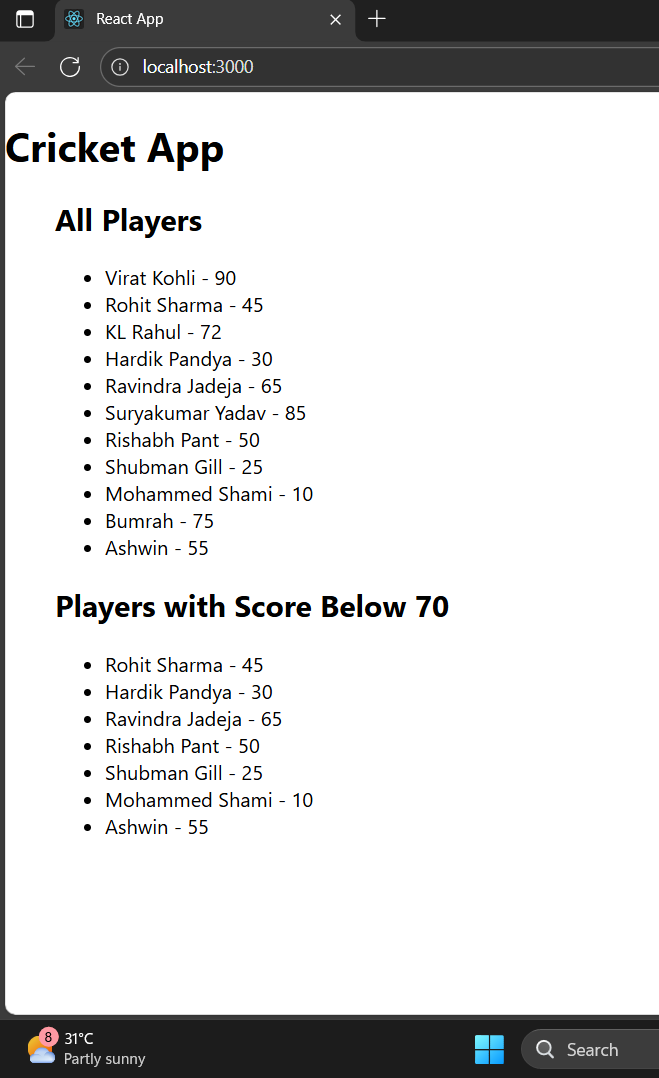 React App
localhost:3000
Cricket App
All Players
Virat Kohli - 90
Rohit Sharma - 45
KL Rahul - 72
Hardik Pandya - 30
Ravindra Jadeja - 65
Suryakumar Yadav - 85
Rishabh Pant - 50
Shubman Gill - 25
Mohammed Shami - 10
Bumrah - 75
Ashwin - 55
Players with Score Below 70
Rohit Sharma - 45
Hardik Pandya - 30
Ravindra Jadeja - 65
Rishabh Pant - 50
Shubman Gill - 25
Mohammed Shami - 10
Ashwin - 55
8
31°C
Partly sunny
Search